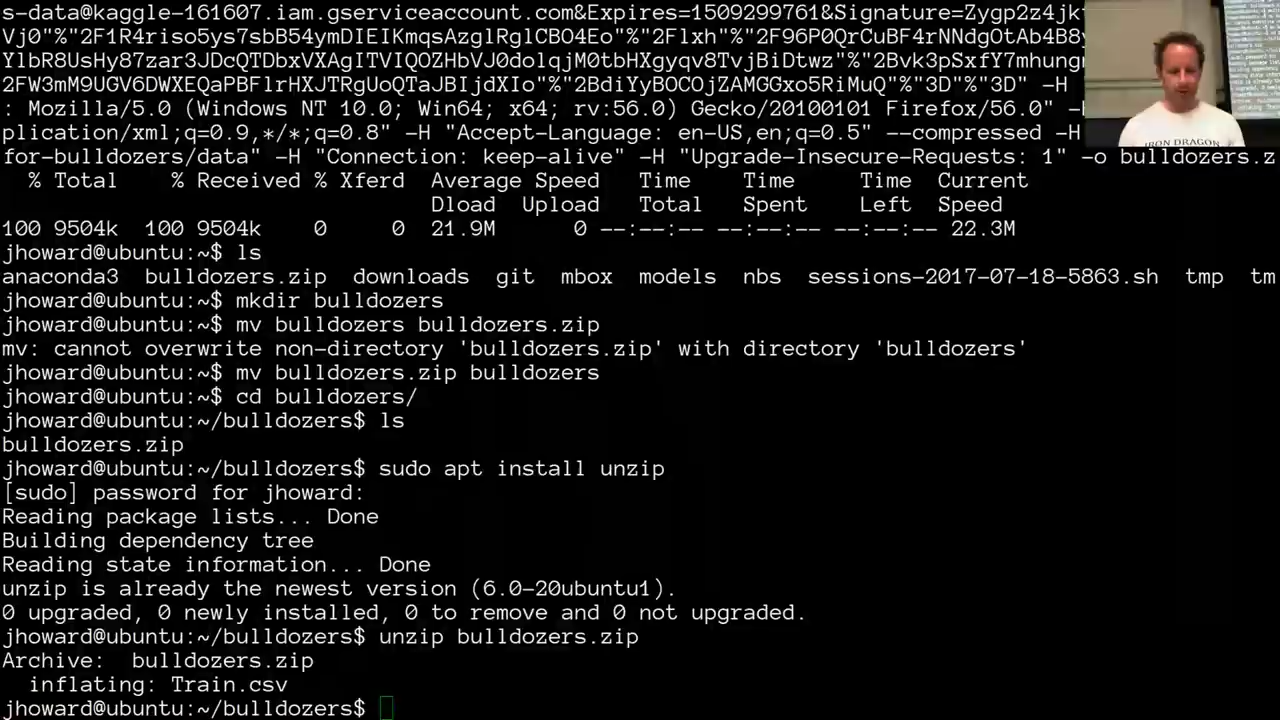 s-data@kaggle-161607.iam.gserviceaccount.com&Expires=1509299761&Signature=Zygp2z4jk
Vj0"%"2F1R4riso5ys7sbB54ymDIEIKmqsAzglRglCB04Eo"%"2Flxh"%"2F9GP0QrCuBF4rNNdgOtAb4B8
YlbR8UsHy87zar3JDcQTDbxVXAgITVIQOZHbVJ0docqpM0tbHXgyqv8TvjBiDtwz"%"2Bvk3pSxfY7mhung
2FW3mM9UGV6DWXEQaPBFlrHXJTRgUoQTaJBIjdXIo"%"2BdiYyBOCOjZAMGGxo5RiMuQ"%"3D"%"3D" -H
: Mozilla/5.0 (Windows NT 10.0; Win64; x64; rv:56.0) Gecko/20100101 Firefox/56.0" -
plication/xml;q=0.9,*/*;q=0.8" -H "Accept-Language: en-US,en;q=0.5" --compressed -H
for-bulldozers/data" -H "Connection: keep-alive" -H "Upgrade-Insecure-Requests: 1" -o bulldozers.z
% Total % Received % Xferd Average Speed Time Time Time Current
Dload Upload Total Spent Left Speed
100 9504k 100 9504k 0 0 21.9M 0 --:--:-- --:--:-- --:--:-- 22.3M
jhoward@ubuntu:~$ ls
anaconda3 bulldozers.zip downloads git mbox models nbs sessions-2017-07-18-5863.sh tmp tm
jhoward@ubuntu:~$ mkdir bulldozers
jhoward@ubuntu:~$ mv bulldozers bulldozers.zip
mv: cannot overwrite non-directory 'bulldozers.zip' with directory 'bulldozers'
jhoward@ubuntu:~$ mv bulldozers.zip bulldozers
jhoward@ubuntu:~$ cd bulldozers/
jhoward@ubuntu:~/bulldozers$ ls
bulldozers.zip
jhoward@ubuntu:~/bulldozers$ sudo apt install unzip
[sudo] password for jhoward:
Reading package lists... Done
Building dependency tree
Reading state information... Done
unzip is already the newest version (6.0-20ubuntu1).
0 upgraded, 0 newly installed, 0 to remove and 0 not upgraded.
jhoward@ubuntu:~/bulldozers$ unzip bulldozers.zip
Archive: bulldozers.zip
inflating: Train.csv
jhoward@ubuntu:~/bulldozers$
IRON DRAGON